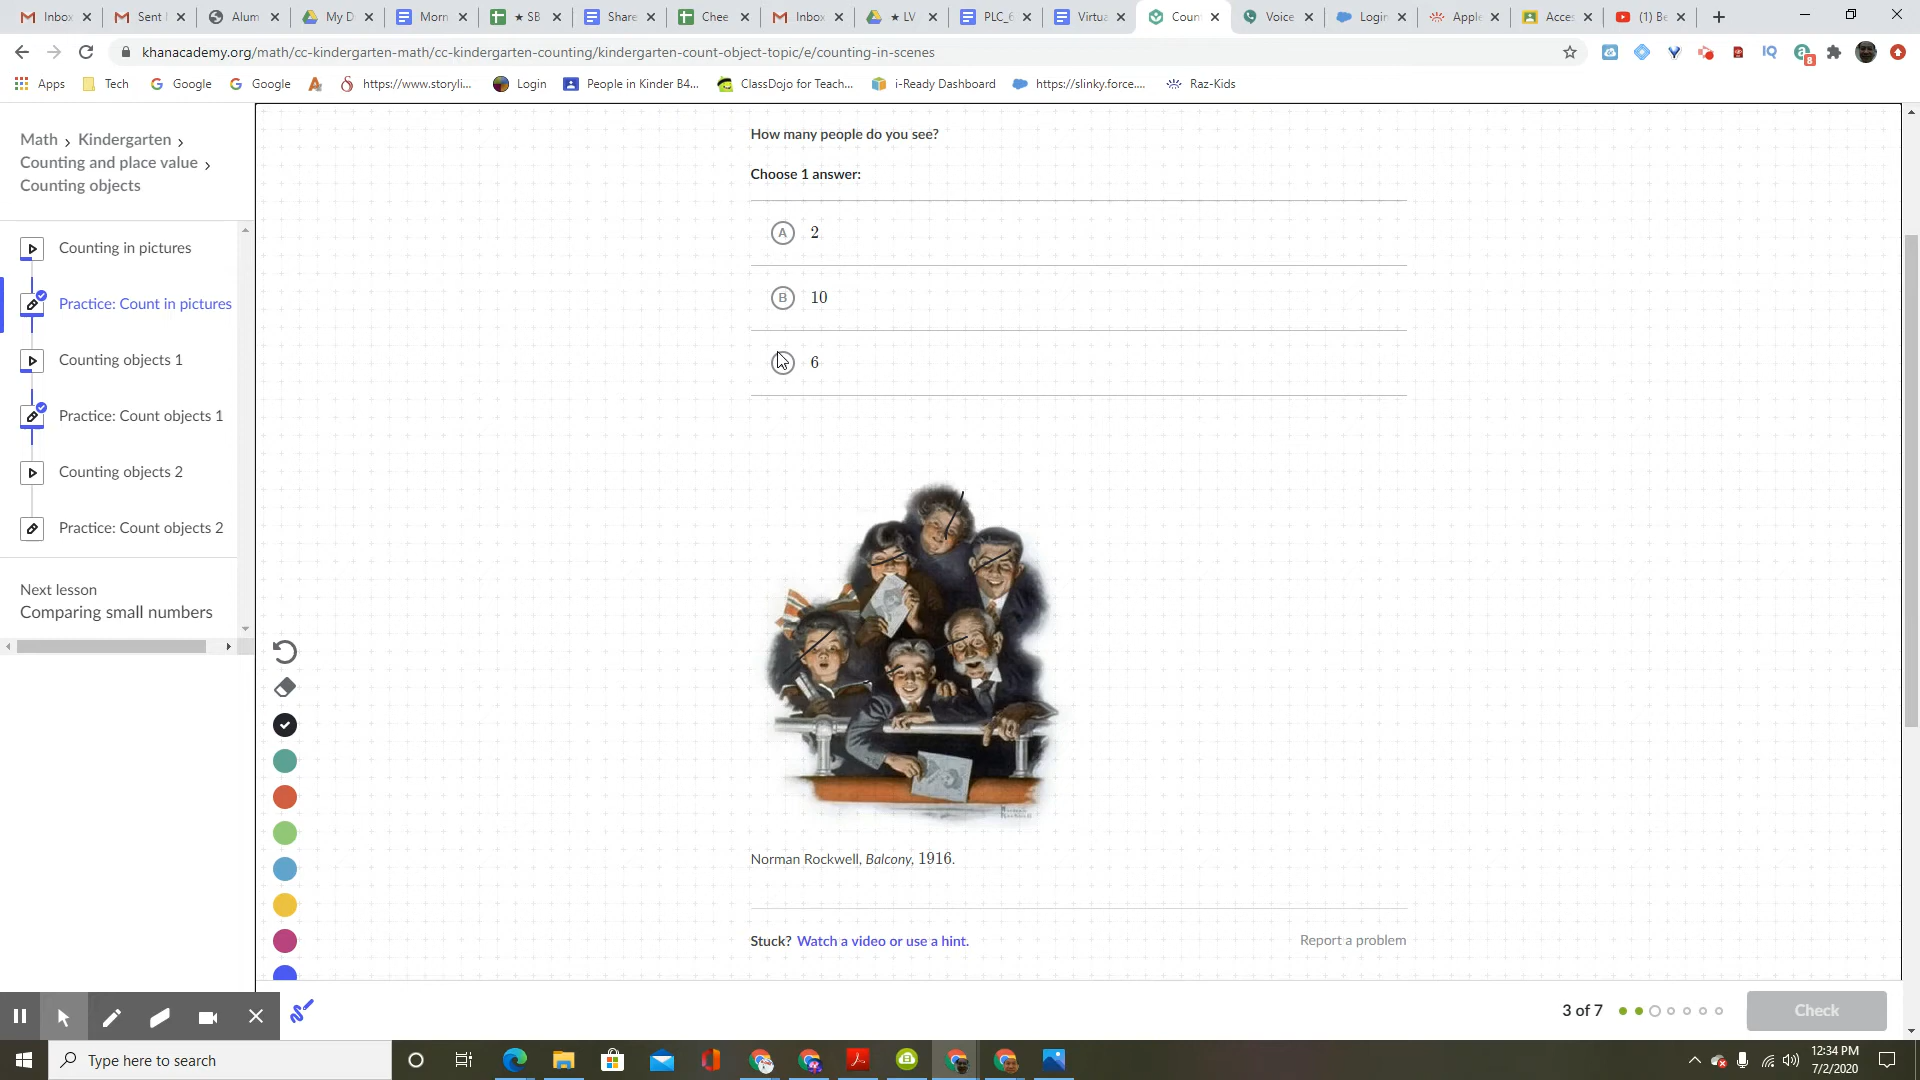 Inbox
Sent
Alum
My D
Morn
★ SB
Share
Chee
Inbox
★ LV
PLC_6
Virtua
Coun
Voice
Login
Apple
Acces
(1) Be
khanacademy.org/math/cc-kindergarten-math/cc-kindergarten-counting/kindergarten-count-object-topic/e/counting-in-scenes
IQ
8
Apps
Tech
Google
Google
https://www.storyli...
Login
People in Kinder B4...
ClassDojo for Teach...
i-Ready Dashboard
https://slinky.force....
Raz-Kids
Math > Kindergarten >
Counting and place value >
Counting objects
Counting in pictures
Practice: Count in pictures
Counting objects 1
Practice: Count objects 1
Counting objects 2
Practice: Count objects 2
Next lesson
Comparing small numbers
How many people do you see?
Choose 1 answer:
A 2
B 10
6
Norman Rockwell, Balcony, 1916.
Stuck? Watch a video or use a hint.
Report a problem
3 of 7
Check
Type here to search
12:34 PM
7/2/2020